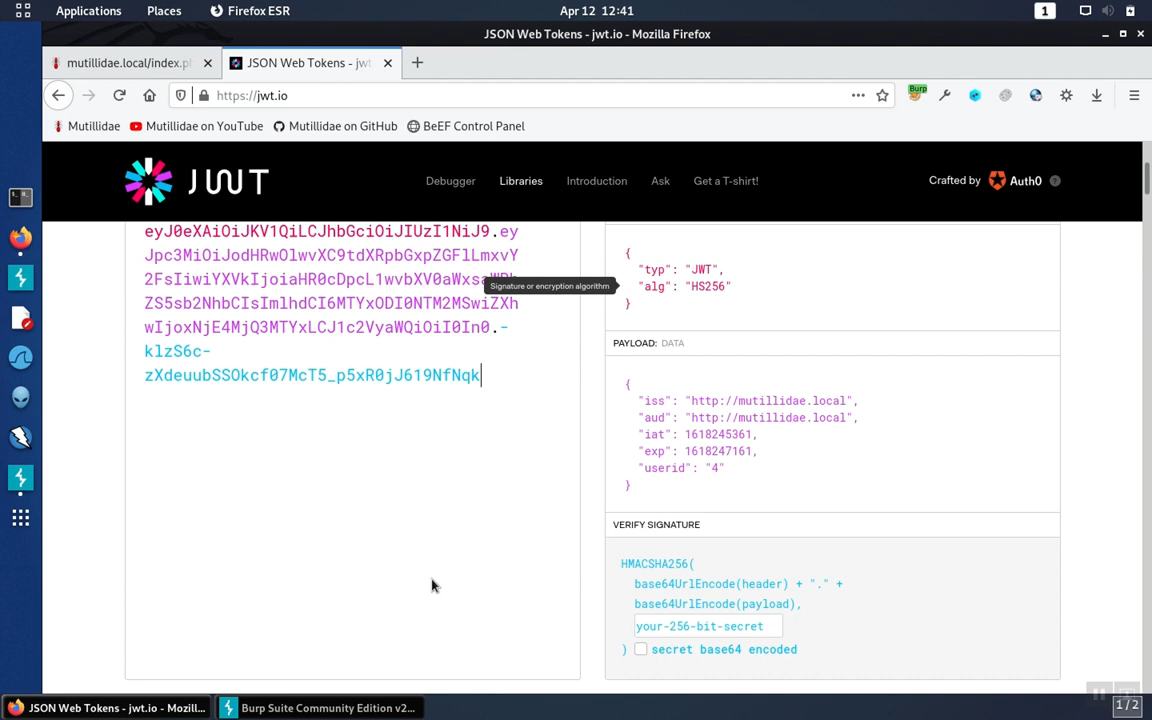 Applications
Places
Firefox ESR
Apr 12 12:41
1
JSON Web Tokens - jwt.io - Mozilla Firefox
mutillidae.local/index.p
JSON Web Tokens - jwt
https://jwt.io
Burp
Mutillidae
Mutillidae on YouTube
Mutillidae on GitHub
BeEF Control Panel
JWT
Debugger
Libraries
Introduction
Ask
Get a T-shirt!
Crafted by
Auth0
?
eyJ0eXAiOiJKV1QiLCJhbGciOiJIUzI1NiJ9.ey
Jpc3MiOiJodHRwOlwvXC9tdXRpbGxpZGFlLmxvY
2FsIiwiYXVkIjoiaHR0cDpcL1wvbXV0aWxs
ZS5sb2NhbCIsImlhdCI6MTYxODI0NTM2MSwiZXh
wIjoxNjE4MjQ3MTYxLCJ1c2VyaWQiOiI0In0.-
klzS6c-
zXdeuubSSOkcf07McT5_p5xR0jJ619NfNqk
Signature or encryption algorithm
{
"typ": "JWT",
"alg": "HS256"
}
PAYLOAD: DATA
{
"iss": "http://mutillidae.local",
"aud": "http://mutillidae.local",
"iat": 1618245361,
"exp": 1618247161,
"userid": "4"
}
VERIFY SIGNATURE
HMACSHA256(
base64UrlEncode(header) + "." +
base64UrlEncode(payload),
your-256-bit-secret
) secret base64 encoded
JSON Web Tokens - jwt.io - Mozill...
Burp Suite Community Edition v2...
1/2